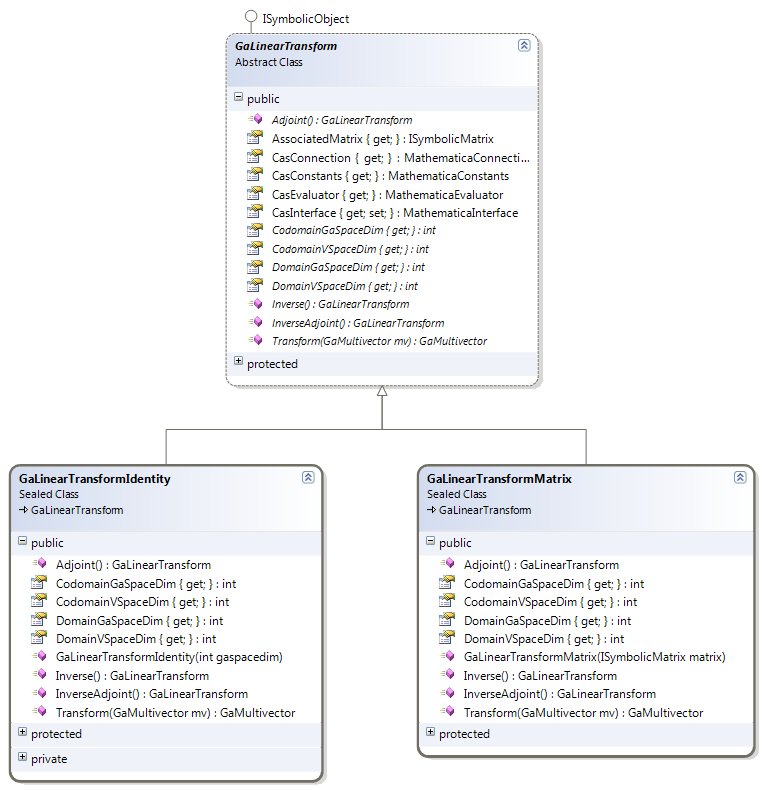 ISymbolicObject
GaLinearTransform
Abstract Class
public
Adjoint() : GaLinearTransform
AssociatedMatrix { get; } : ISymbolicMatrix
CasConnection { get; } : MathematicaConnecti...
CasConstants { get; } : MathematicaConstants
CasEvaluator { get; } : MathematicaEvaluator
CasInterface { get; set; } : MathematicaInterface
CodomainGaSpaceDim { get; } : int
CodomainVSpaceDim { get; } : int
DomainGaSpaceDim { get; } : int
DomainVSpaceDim { get; } : int
Inverse() : GaLinearTransform
InverseAdjoint() : GaLinearTransform
Transform(GaMultivector mv) : GaMultivector
protected
GaLinearTransformIdentity
Sealed Class
GaLinearTransform
public
Adjoint() : GaLinearTransform
CodomainGaSpaceDim { get; } : int
CodomainVSpaceDim { get; } : int
DomainGaSpaceDim { get; } : int
DomainVSpaceDim { get; } : int
GaLinearTransformIdentity(int gaspacedim)
Inverse() : GaLinearTransform
InverseAdjoint() : GaLinearTransform
Transform(GaMultivector mv) : GaMultivector
protected
private
GaLinearTransformMatrix
Sealed Class
GaLinearTransform
public
Adjoint() : GaLinearTransform
CodomainGaSpaceDim { get; } : int
CodomainVSpaceDim { get; } : int
DomainGaSpaceDim { get; } : int
DomainVSpaceDim { get; } : int
GaLinearTransformMatrix(ISymbolicMatrix matrix)
Inverse() : GaLinearTransform
InverseAdjoint() : GaLinearTransform
Transform(GaMultivector mv) : GaMultivector
protected